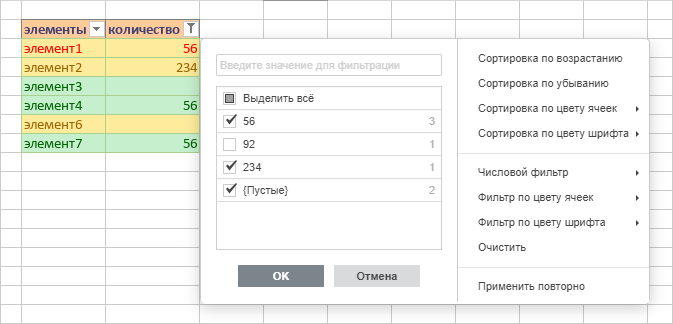 элементы количество
элемент1 56
элемент2 234
элемент3
элемент4 56
элемент6
элемент7 56
Введите значение для фильтрации
Выделить всё
56 3
92 1
234 1
{Пустые} 2
OK Отмена
Сортировка по возрастанию
Сортировка по убыванию
Сортировка по цвету ячеек
Сортировка по цвету шрифта
Числовой фильтр
Фильтр по цвету ячеек
Фильтр по цвету шрифта
Очистить
Применить повторно